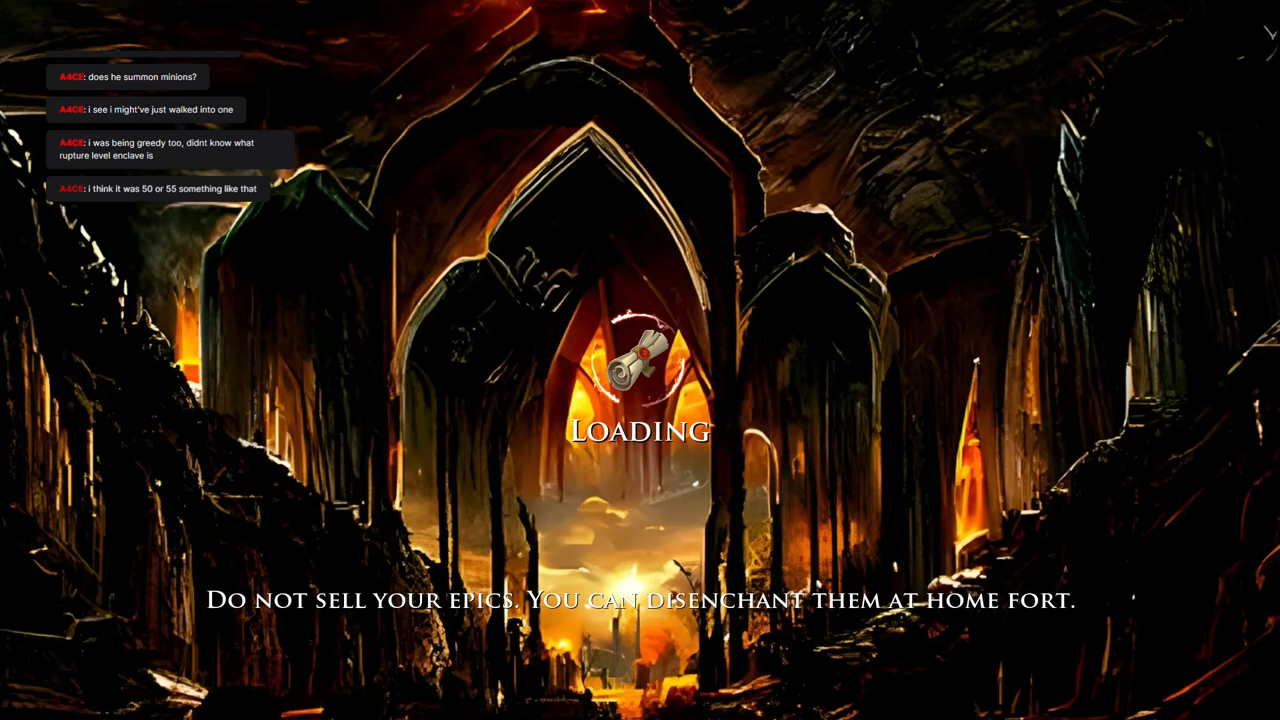 A4CE: does he summon minions?
A4CE: i see i might've just walked into one
A4CE: i was being greedy too, didnt know what
rupture level enclave is
A4CE: i think it was 50 or 55 something like that
Loading
Do not sell your epics. You can disenchant them at home fort.